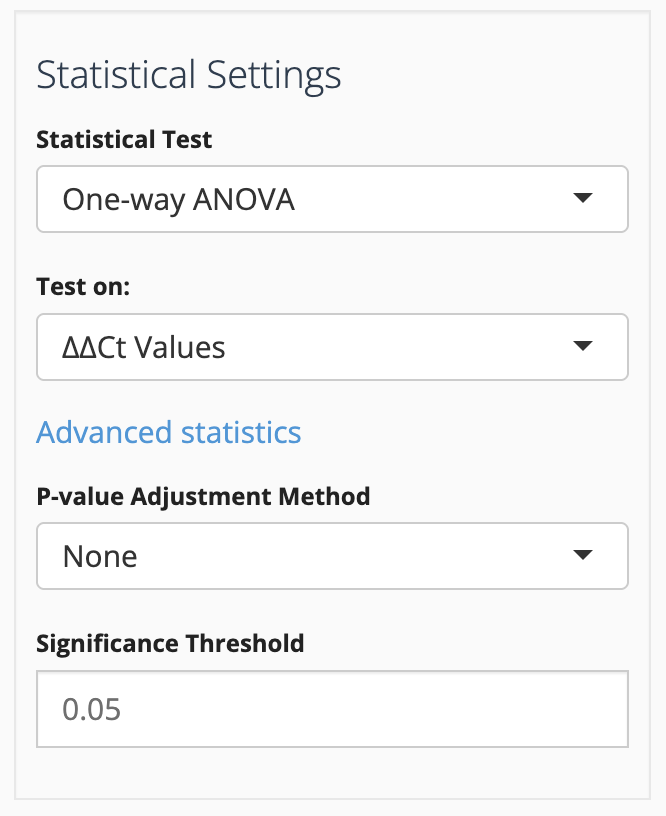 Statistical Settings
Statistical Test
One-way ANOVA
Test on:
ΔΔCt Values
Advanced statistics
P-value Adjustment Method
None
Significance Threshold
0.05